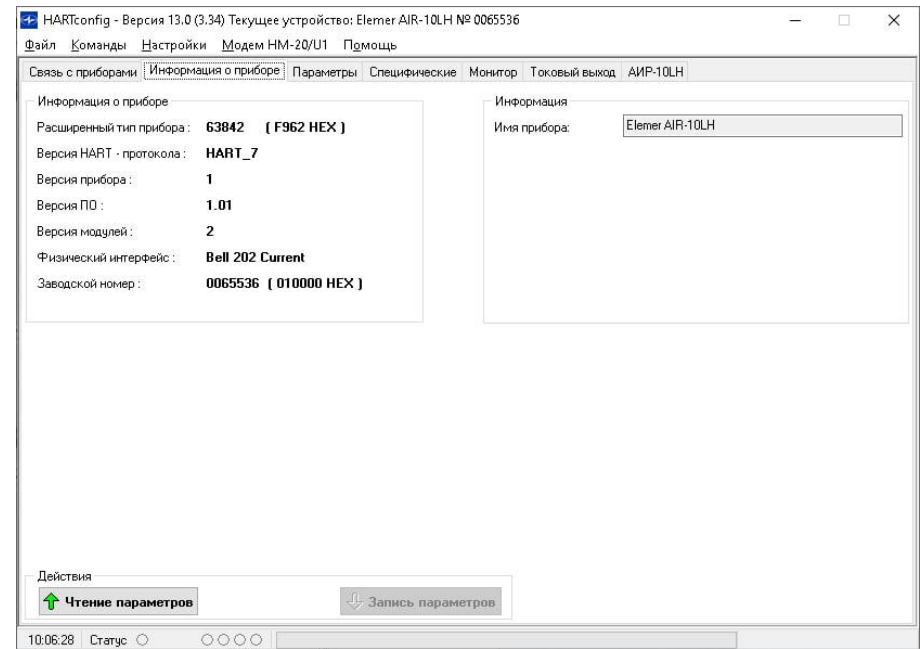 HARTconfig - Версия 13.0 (3.34) Текущее устройство: Elemer AIR-10LH № 0065536
Файл Команды Настройки Модем HM-20/U1 Помощь
Связь с приборами Информация о приборе Параметры Специфические Монитор Токовый выход АИР-10LH
Информация о приборе
Расширенный тип прибора : 63842 ( F962 HEX )
Версия HART - протокола : HART_7
Версия прибора : 1
Версия ПО : 1.01
Версия модулей : 2
Физический интерфейс : Bell 202 Current
Заводской номер : 0065536 ( 010000 HEX )
Информация
Имя прибора: Elemer AIR-10LH
Действия
Чтение параметров Запись параметров
10:06:28 Статус